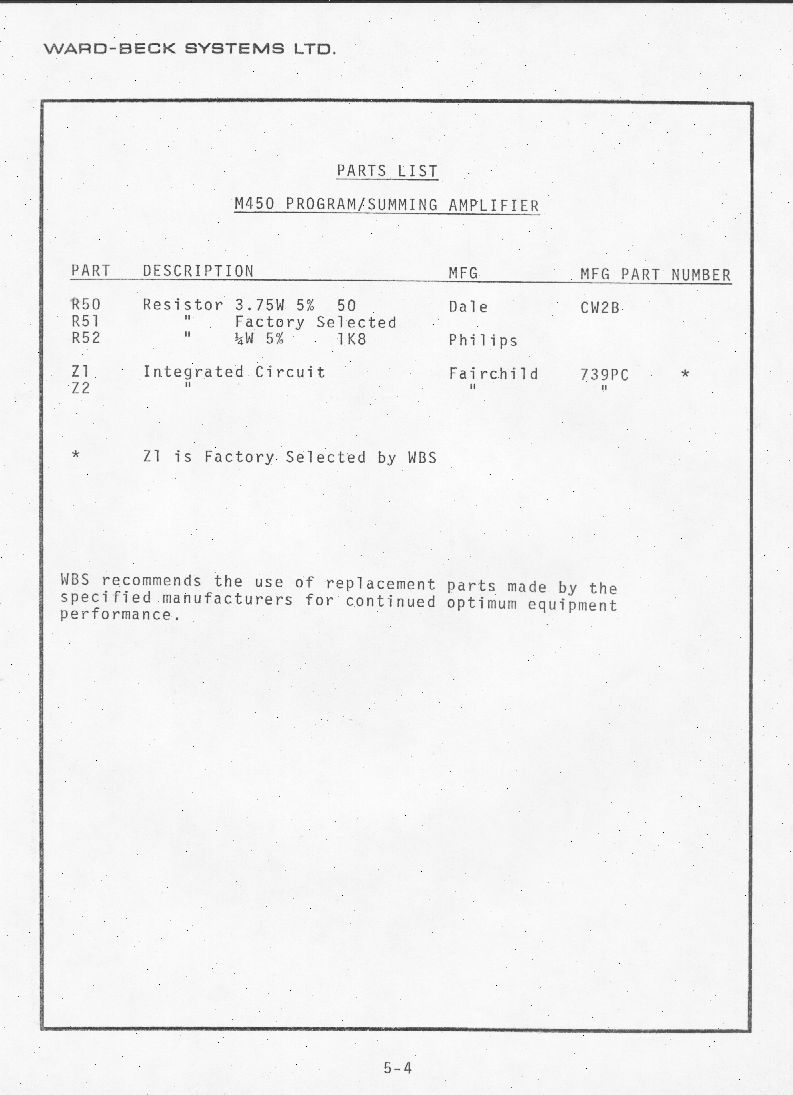 WARD-BECK SYSTEMS LTD.
PARTS LIST
M450 PROGRAM/SUMMING AMPLIFIER
PART DESCRIPTION MFG MFG PART NUMBER
R50 Resistor 3.75W 5% 50 Dale CW2B
R51 " Factory Selected
R52 " ¼W 5% 1K8 Philips
Z1 Integrated Circuit Fairchild 739PC *
Z2 " " "
* Z1 is Factory Selected by WBS
WBS recommends the use of replacement parts made by the
specified manufacturers for continued optimum equipment
performance.
5-4